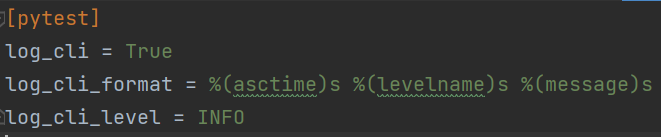 [pytest]
log_cli = True
log_cli_format = %(asctime)s %(levelname)s %(message)s
log_cli_level = INFO